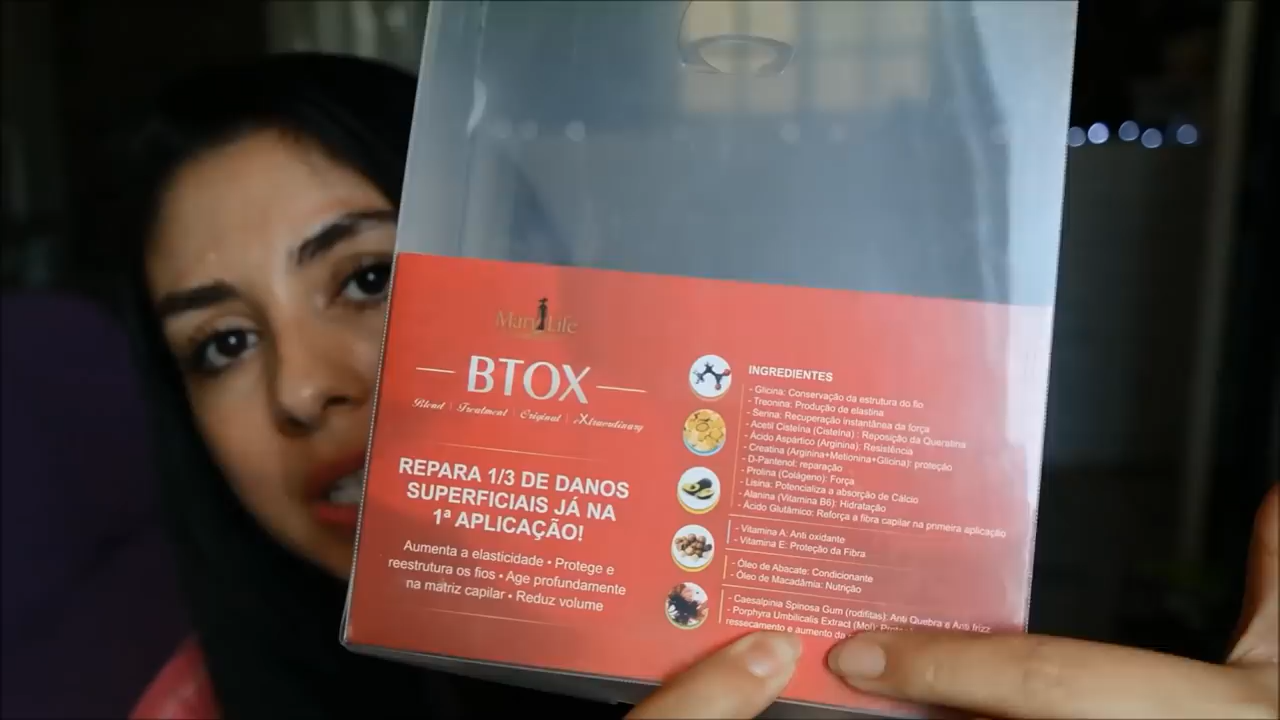 Mary Life
BTOX
Blend | Treatment | Original | eXtraordinary
REPARA 1/3 DE DANOS
SUPERFICIAIS JÁ NA
1ª APLICAÇÃO!
Aumenta a elasticidade • Protege e
reestrutura os fios • Age profundamente
na matriz capilar • Reduz volume
INGREDIENTES
- Glicina: Conservação da estrutura do fio
- Treonina: Produção de elastina
- Serina: Recuperação instantânea da força
- Acetil Cisteína (Cisteína) : Reposição da Queratina
- Ácido Aspártico (Arginina): Resistência
- Creatina (Arginina+Metionina+Glicina): proteção
- D-Pantenol: reparação
- Prolina (Colágeno): Força
- Lisina: Potencializa a absorção de Cálcio
- Alanina (Vitamina B6): Hidratação
- Ácido Glutâmico: Reforça a fibra capilar na primeira aplicação
- Vitamina A: Anti oxidante
- Vitamina E: Proteção da Fibra
- Óleo de Abacate: Condicionante
- Óleo de Macadâmia: Nutrição
- Caesalpinia Spinosa Gum (rodifitas): Anti Quebra e Anti frizz
- Porphyra Umbilicalis Extract (Moi):
ressecamento e aumento da